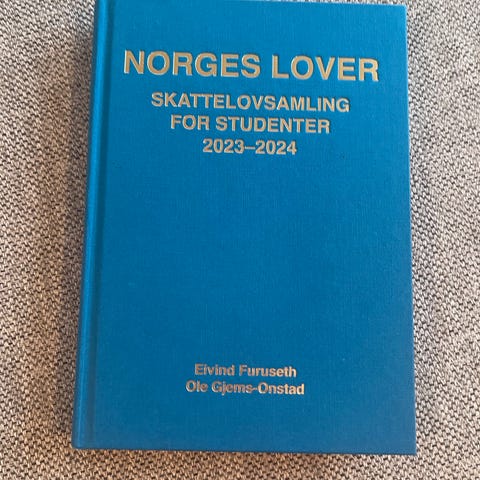 NORGES LOVER
SKATTELOVSAMLING
FOR STUDENTER
2023–2024
Eivind Furuseth
Ole Gjems-Onstad